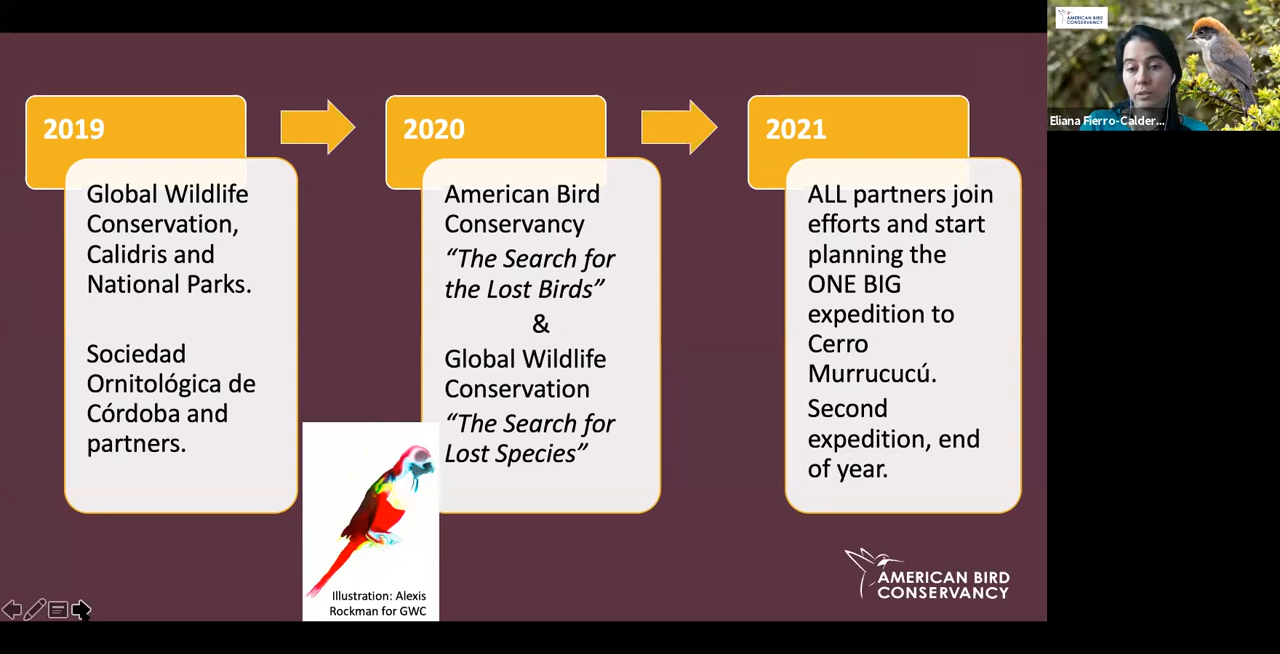 2019
Global Wildlife
Conservation,
Calidris and
National Parks.
Sociedad
Ornitológica de
Córdoba and
partners.
2020
American Bird
Conservancy
“The Search for
the Lost Birds”
&
Global Wildlife
Conservation
“The Search for
Lost Species”
2021
ALL partners join
efforts and start
planning the
ONE BIG
expedition to
Cerro
Murrucucú.
Second
expedition, end
of year.
Illustration: Alexis
Rockman for GWC
AMERICAN BIRD
CONSERVANCY
AMERICAN BIRD
CONSERVANCY
Eliana Fierro-Calder...